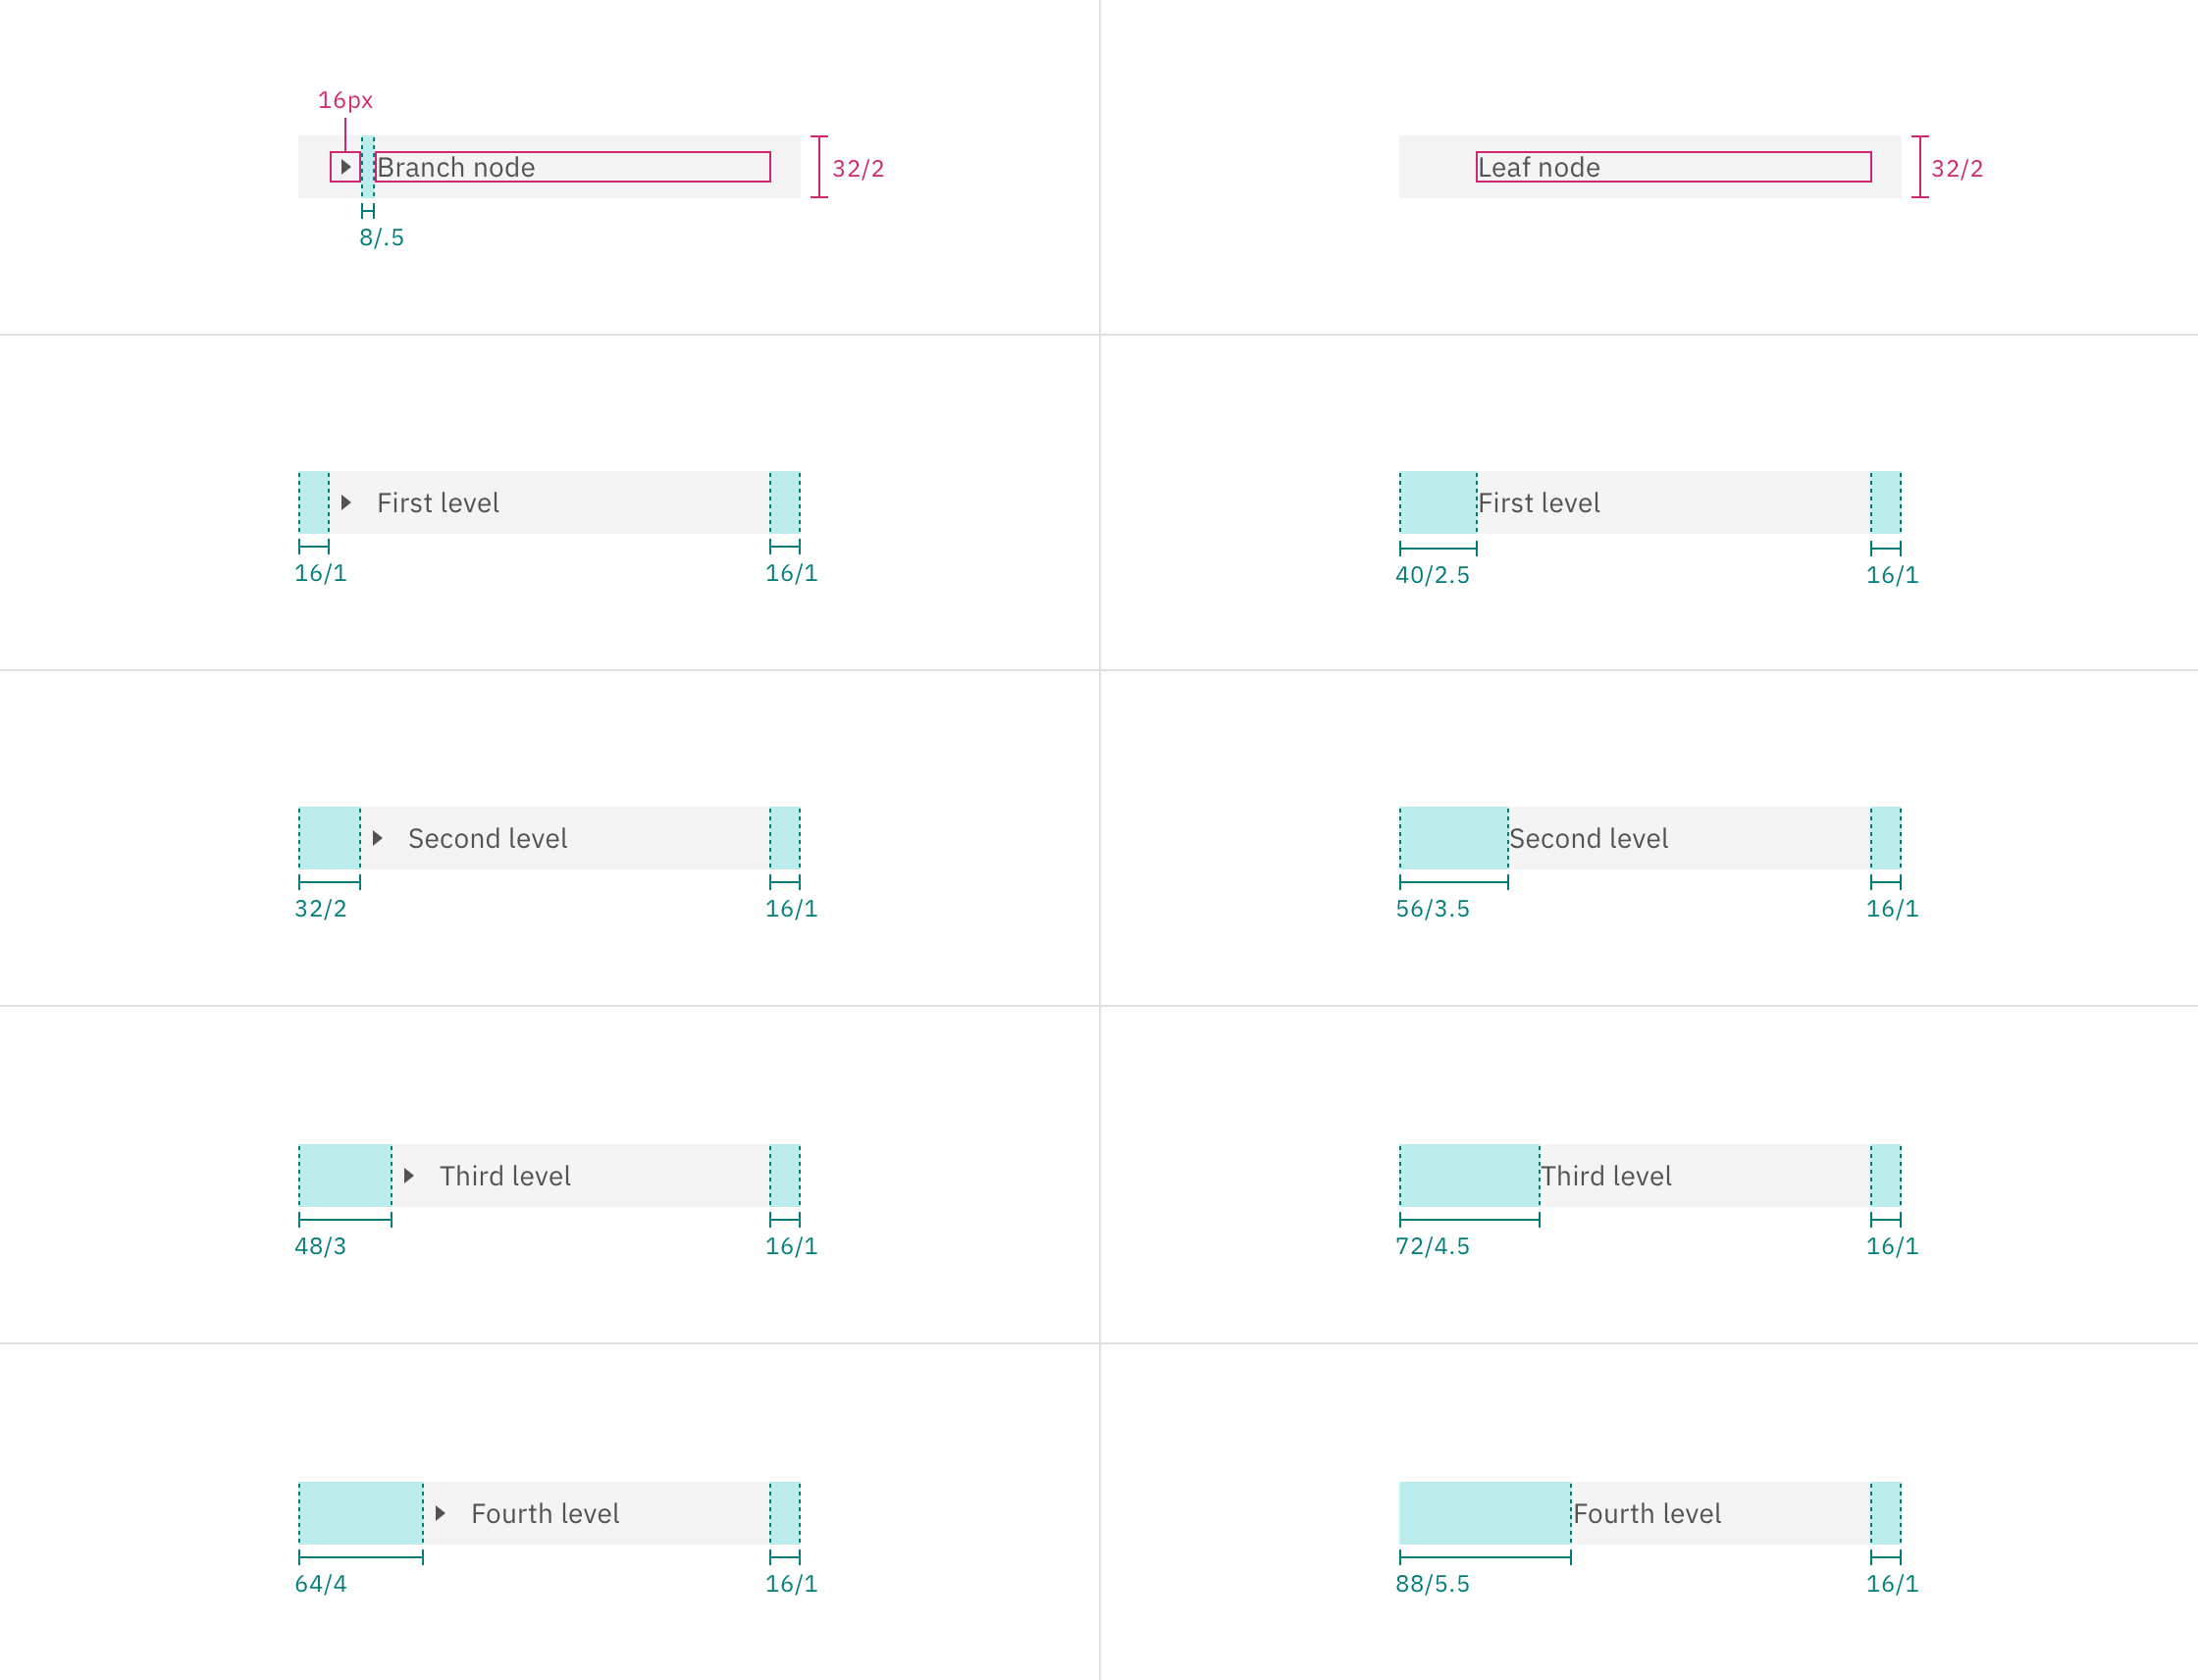 16px
Branch node
32/2
8/.5
Leaf node
32/2
First level
16/1
16/1
First level
40/2.5
16/1
Second level
32/2
16/1
Second level
56/3.5
16/1
Third level
48/3
16/1
Third level
72/4.5
16/1
Fourth level
64/4
16/1
Fourth level
88/5.5
16/1